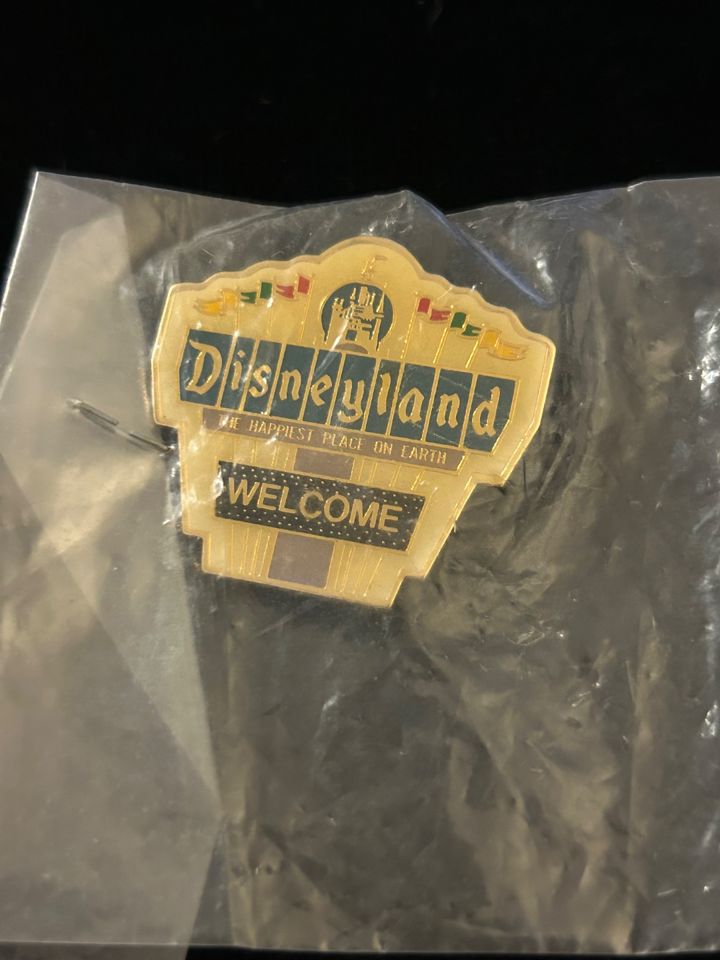 Disneyland
THE HAPPIEST PLACE ON EARTH
WELCOME